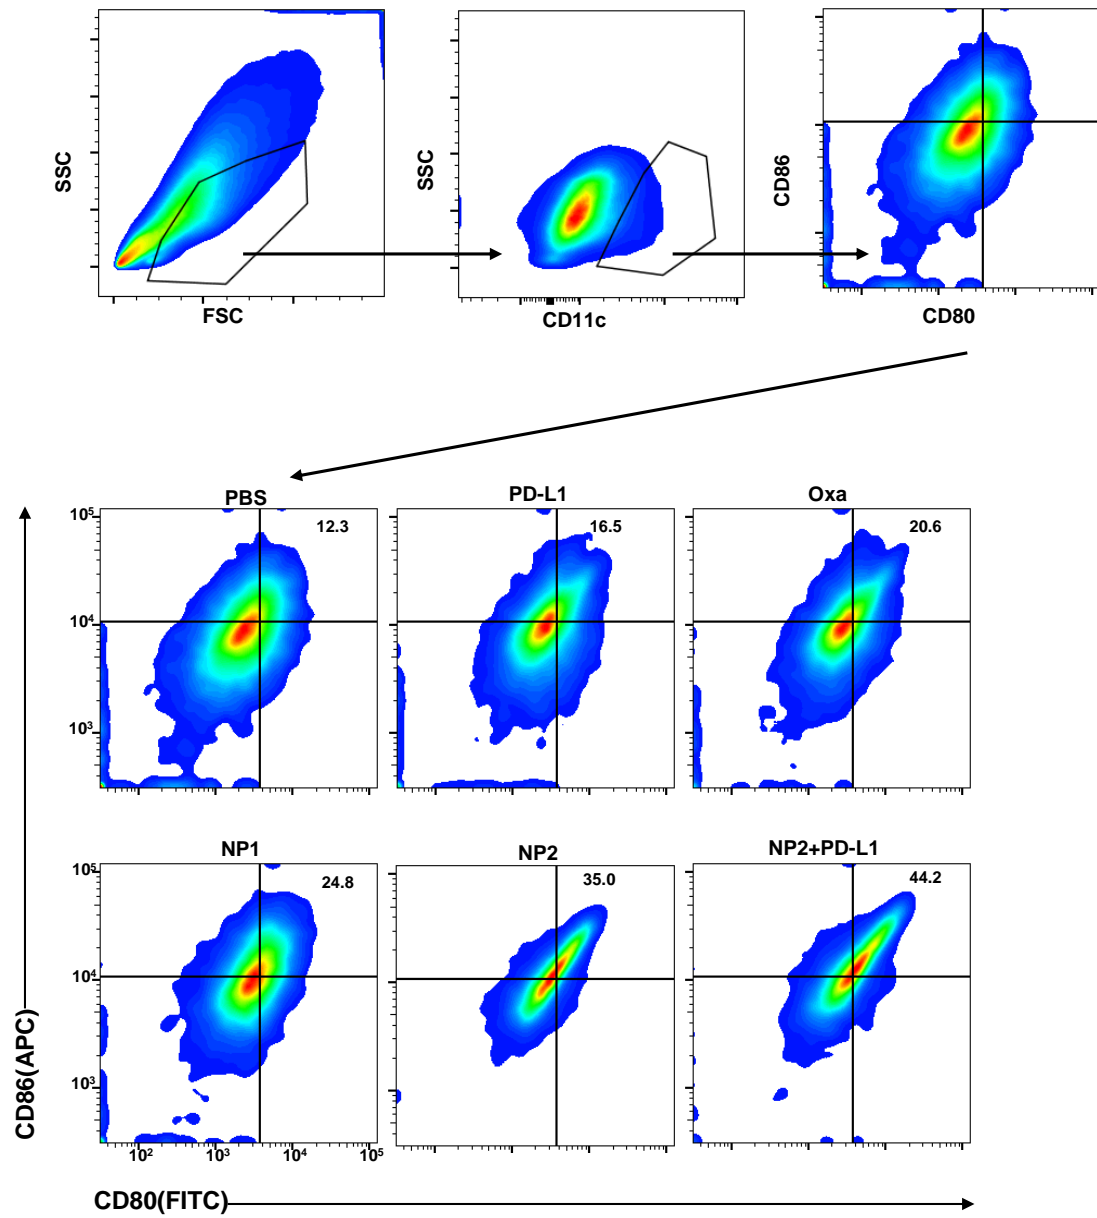 SSC
FSC
SSC
CD11c
CD86
CD80
PBS
PD-L1
Oxa
12.3
16.5
20.6
10⁵
10⁴
10³
NP1
NP2
NP2+PD-L1
24.8
35.0
44.2
10⁵
10⁴
10³
10² 10³ 10⁴ 10⁵
CD86(APC)
CD80(FITC)